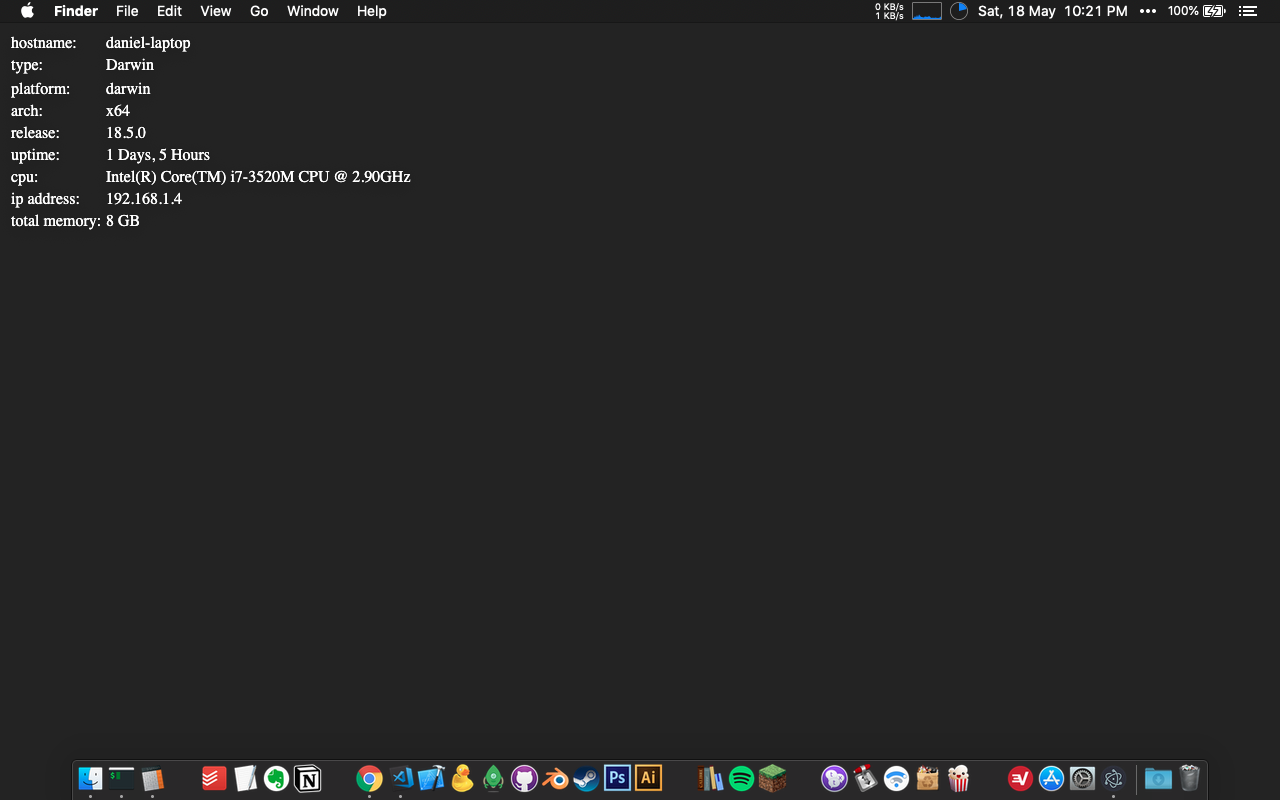 Finder File Edit View Go Window Help
0 KB/s
1 KB/s
Sat, 18 May 10:21 PM ••• 100%
hostname: daniel-laptop
type: Darwin
platform: darwin
arch: x64
release: 18.5.0
uptime: 1 Days, 5 Hours
cpu: Intel(R) Core(TM) i7-3520M CPU @ 2.90GHz
ip address: 192.168.1.4
total memory: 8 GB
$
N
Ps
Ai